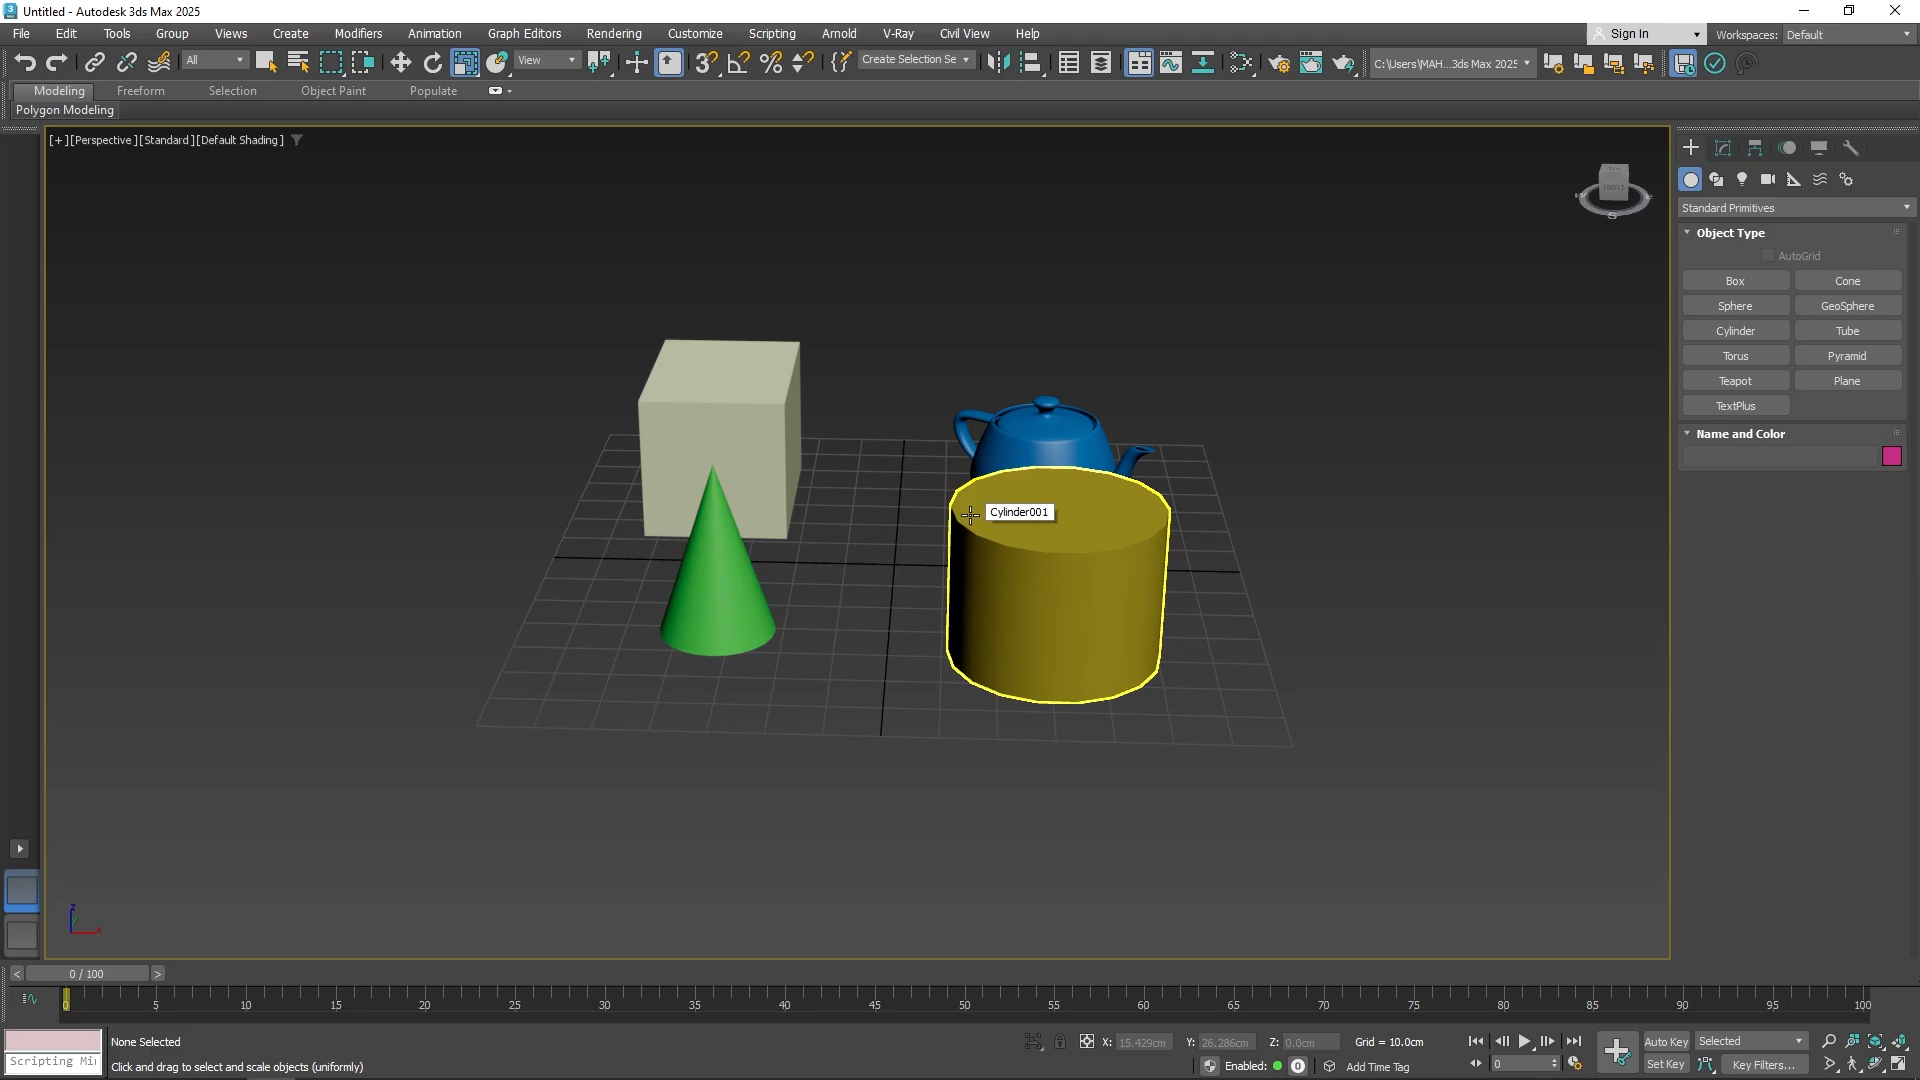 Untitled - Autodesk 3ds Max 2025
File Edit Tools Group Views Create Modifiers Animation Graph Editors Rendering Customize Scripting Arnold V-Ray Civil View Help
Sign In Workspaces: Default
All View Create Selection Se C:\Users\MAH...3ds Max 2025
Modeling Freeform Selection Object Paint Populate
Polygon Modeling
[+][Perspective][Standard][Default Shading]
FRONT
S
Standard Primitives
Object Type
AutoGrid
Box Cone
Sphere GeoSphere
Cylinder Tube
Torus Pyramid
Teapot Plane
TextPlus
Name and Color
Cylinder001
z
x
< 0 / 100 >
0 5 10 15 20 25 30 35 40 45 50 55 60 65 70 75 80 85 90 95 100
None Selected X: 15.429cm Y: 26.286cm Z: 0.0cm Grid = 10.0cm Auto Key Selected
Scripting Mi Click and drag to select and scale objects (uniformly) Enabled: 0 Add Time Tag 0 Set Key Key Filters...